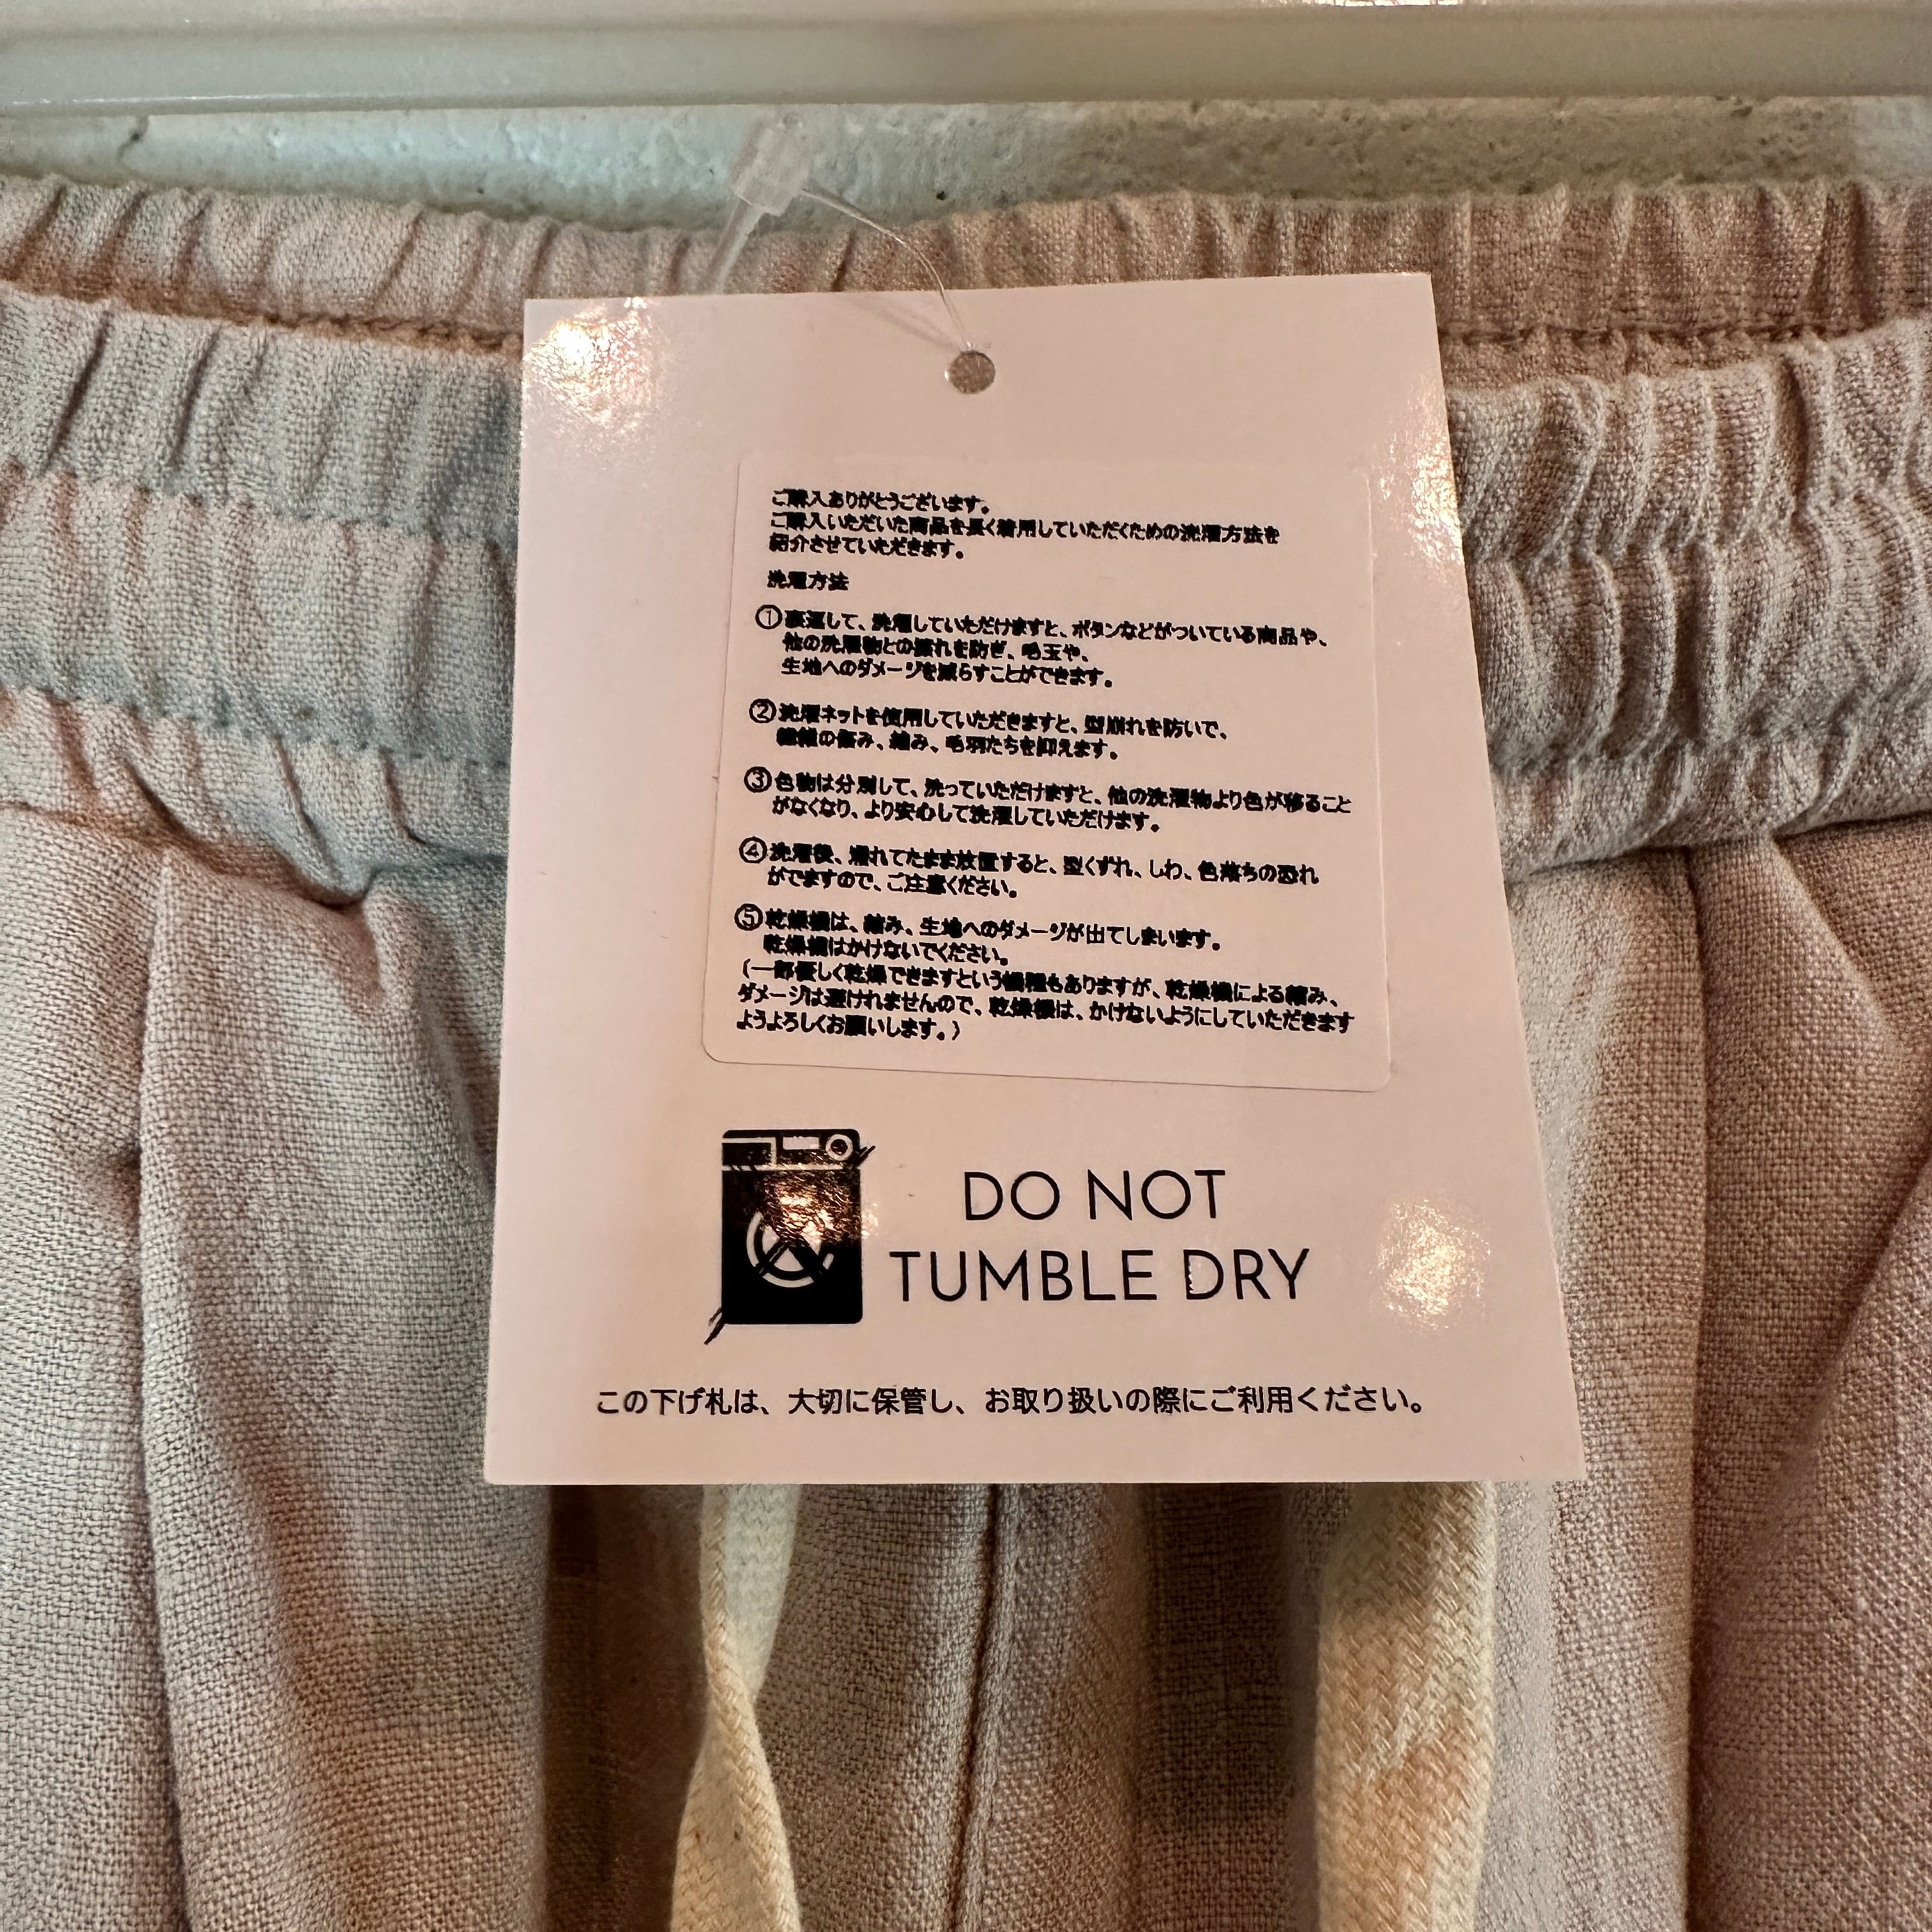 ご購入ありがとうございます。
ご購入いただいた商品を長く着用していただくための洗濯方法を
紹介させていただきます。
洗濯方法
①裏返して、洗濯していただけますと、ボタンなどがついている商品や、
他の洗濯物との擦れを防ぎ、毛玉や、
生地へのダメージを減らすことができます。
②洗濯ネットを使用していただきますと、型崩れを防いで、
繊維の傷み、縮み、毛羽たちを抑えます。
③色物は分別して、洗っていただけますと、他の洗濯物より色が移ること
がなくなり、より安心して洗濯していただけます。
④洗濯後、濡れてたまま放置すると、型くずれ、しわ、色落ちの恐れ
がでますので、ご注意ください。
⑤乾燥機は、縮み、生地へのダメージが出てしまいます。
乾燥機はかけないでください。
(一部優しく乾燥できますという機種もありますが、乾燥機による縮み、
ダメージは避けれませんので、乾燥機は、かけないようにしていただきます
ようよろしくお願いします。)
DO NOT
TUMBLE DRY
この下げ札は、大切に保管し、お取り扱いの際にご利用ください。